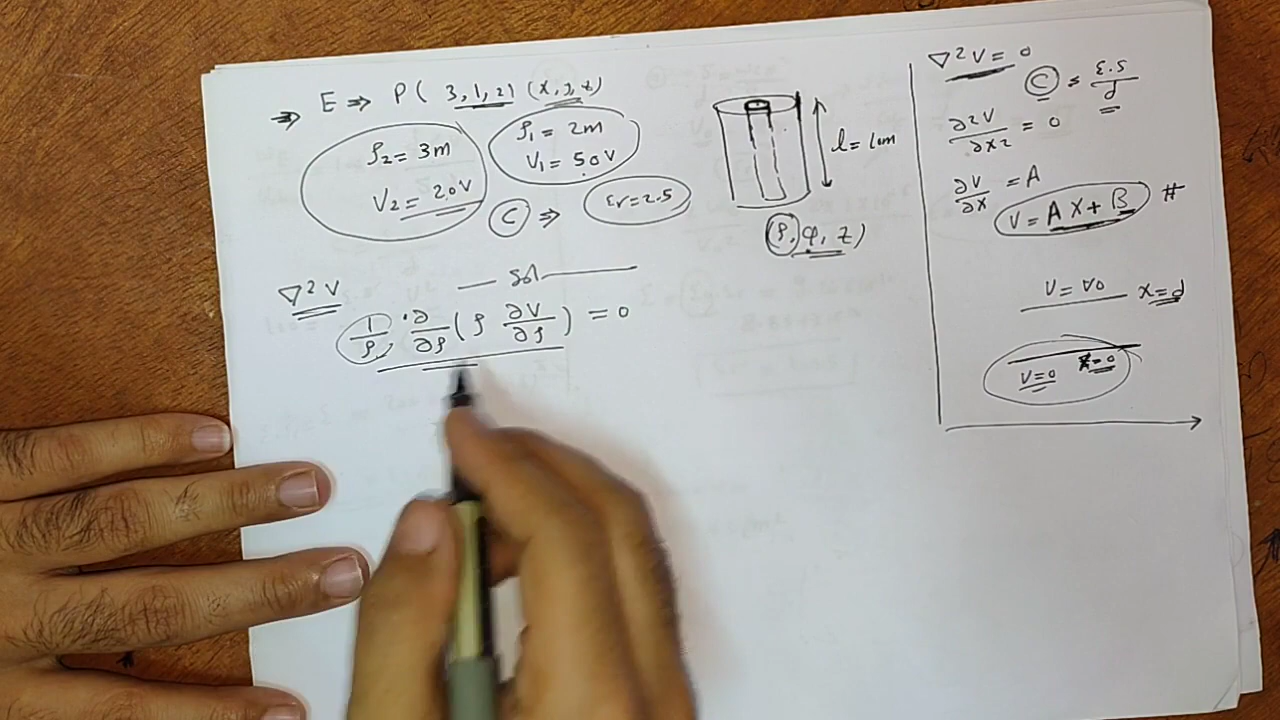 ⇒ E ⇒ P( 3,1,2) (x,y,z)
ρ₂ = 3m
V₂ = 20V
ρ₁ = 2m
V₁ = 50V
C ⇒ εr = 2.5
l = 10m
(ρ, φ, z)
Sol
∇²V
1/ρ · ∂/∂ρ (ρ ∂V/∂ρ) = 0
∇²V = 0
C = ε.s/d
∂²V/∂x² = 0
∂V/∂x = A
V = Ax + B #
V = V0 x = d
V=0 x=0